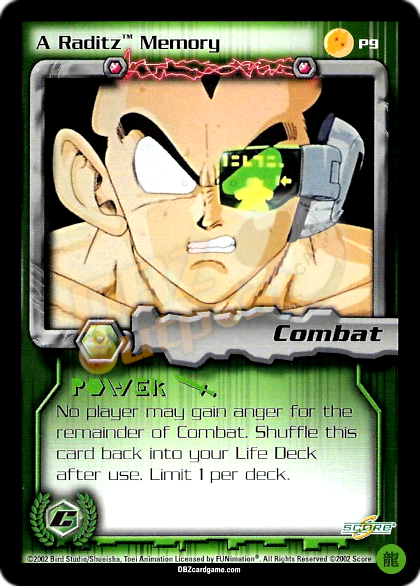 A Raditz™ Memory
P9
Combat
POWER
No player may gain anger for the
remainder of Combat. Shuffle this
card back into your Life Deck
after use. Limit 1 per deck.
C
SCORE
©2002 Bird Studio/Shueisha, Toei Animation Licensed by FUNimation®. All Rights Reserved ©2002 Score
DBZcardgame.com
龍